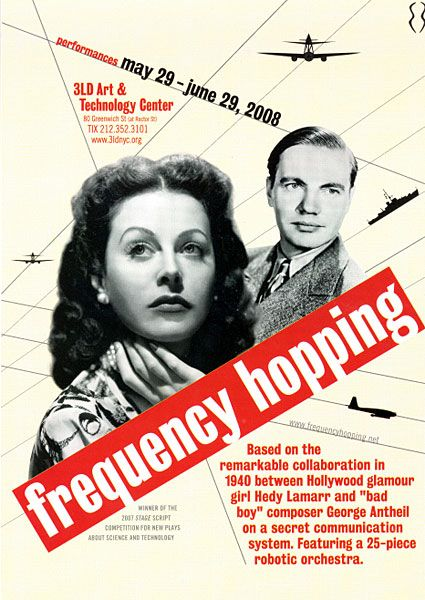 performances may 29 – june 29, 2008
3LD Art &
Technology Center
80 Greenwich St (at Rector St)
TIX 212.352.3101
www.3ldnyc.org
frequency hopping
www.frequencyhopping.net
Based on the
remarkable collaboration in
1940 between Hollywood glamour
girl Hedy Lamarr and "bad
boy" composer George Antheil
on a secret communication
system. Featuring a 25-piece
robotic orchestra.
WINNER OF THE
2007 STAGE SCRIPT
COMPETITION FOR NEW PLAYS
ABOUT SCIENCE AND TECHNOLOGY